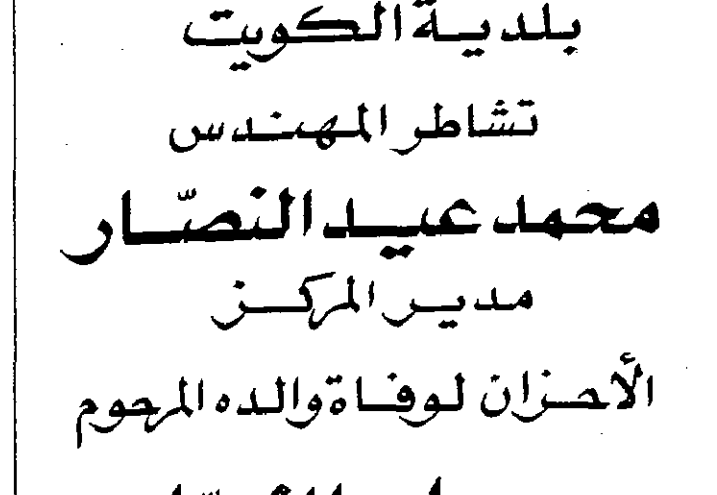 بلدية الكويت
تشاطر المهندس
محمد عيد النصّار
مدير المركز
الأحزان لوفاة والده المرحوم